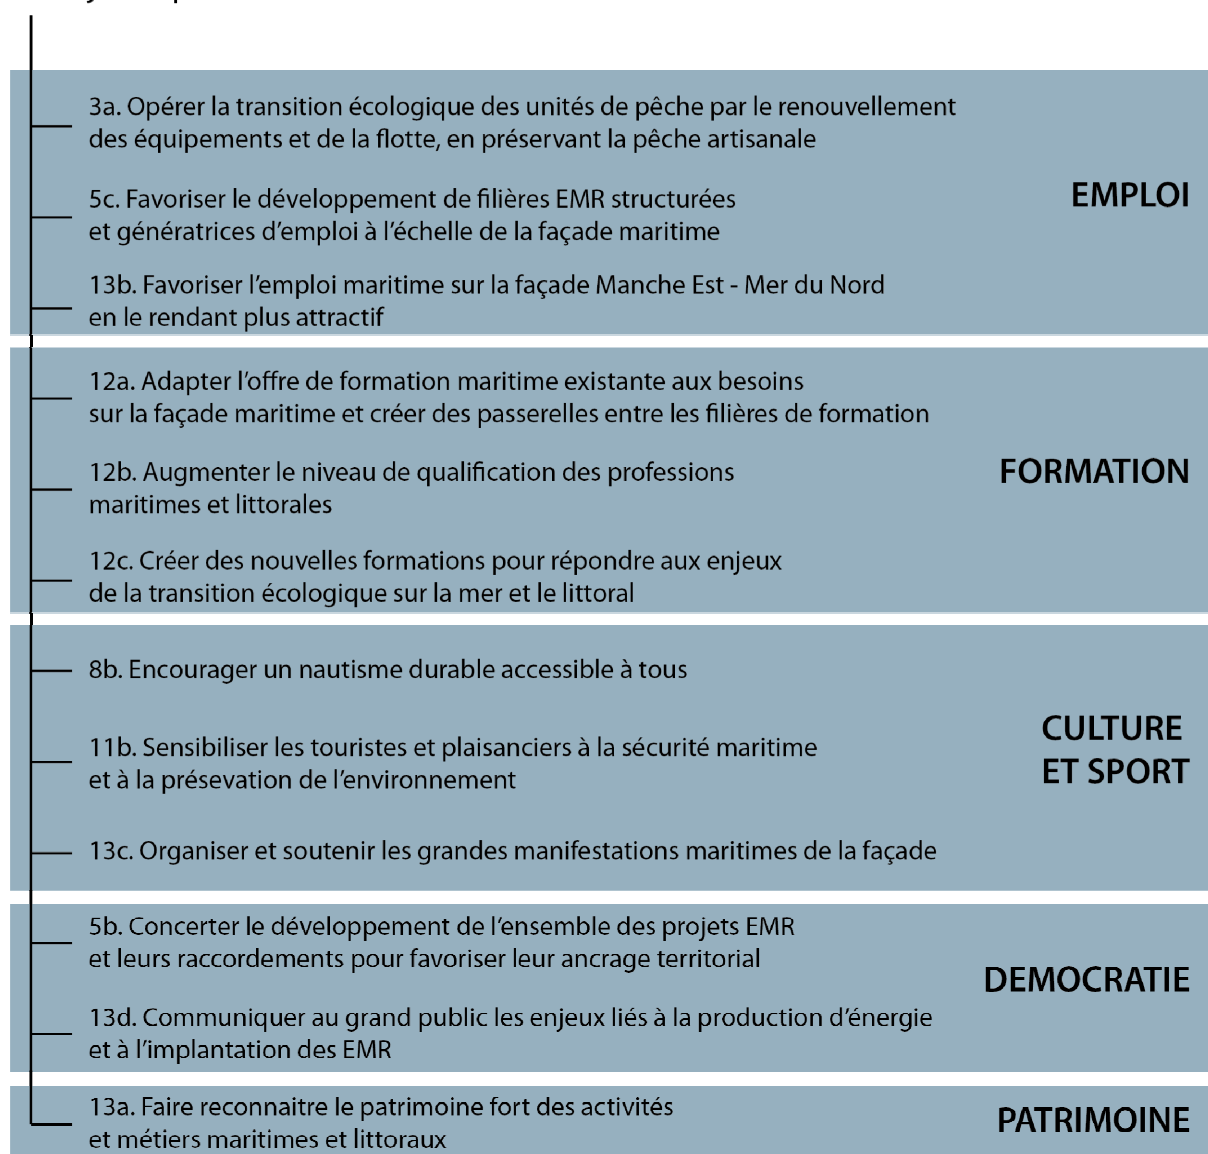 3a. Opérer la transition écologique des unités de pêche par le renouvellement
des équipements et de la flotte, en préservant la pêche artisanale
5c. Favoriser le développement de filières EMR structurées
et génératrices d'emploi à l'échelle de la façade maritime
13b. Favoriser l'emploi maritime sur la façade Manche Est - Mer du Nord
en le rendant plus attractif
EMPLOI
12a. Adapter l'offre de formation maritime existante aux besoins
sur la façade maritime et créer des passerelles entre les filières de formation
12b. Augmenter le niveau de qualification des professions
maritimes et littorales
12c. Créer des nouvelles formations pour répondre aux enjeux
de la transition écologique sur la mer et le littoral
FORMATION
8b. Encourager un nautisme durable accessible à tous
11b. Sensibiliser les touristes et plaisanciers à la sécurité maritime
et à la présevation de l'environnement
13c. Organiser et soutenir les grandes manifestations maritimes de la façade
CULTURE
ET SPORT
5b. Concerter le développement de l'ensemble des projets EMR
et leurs raccordements pour favoriser leur ancrage territorial
13d. Communiquer au grand public les enjeux liés à la production d'énergie
et à l'implantation des EMR
DEMOCRATIE
13a. Faire reconnaitre le patrimoine fort des activités
et métiers maritimes et littoraux
PATRIMOINE